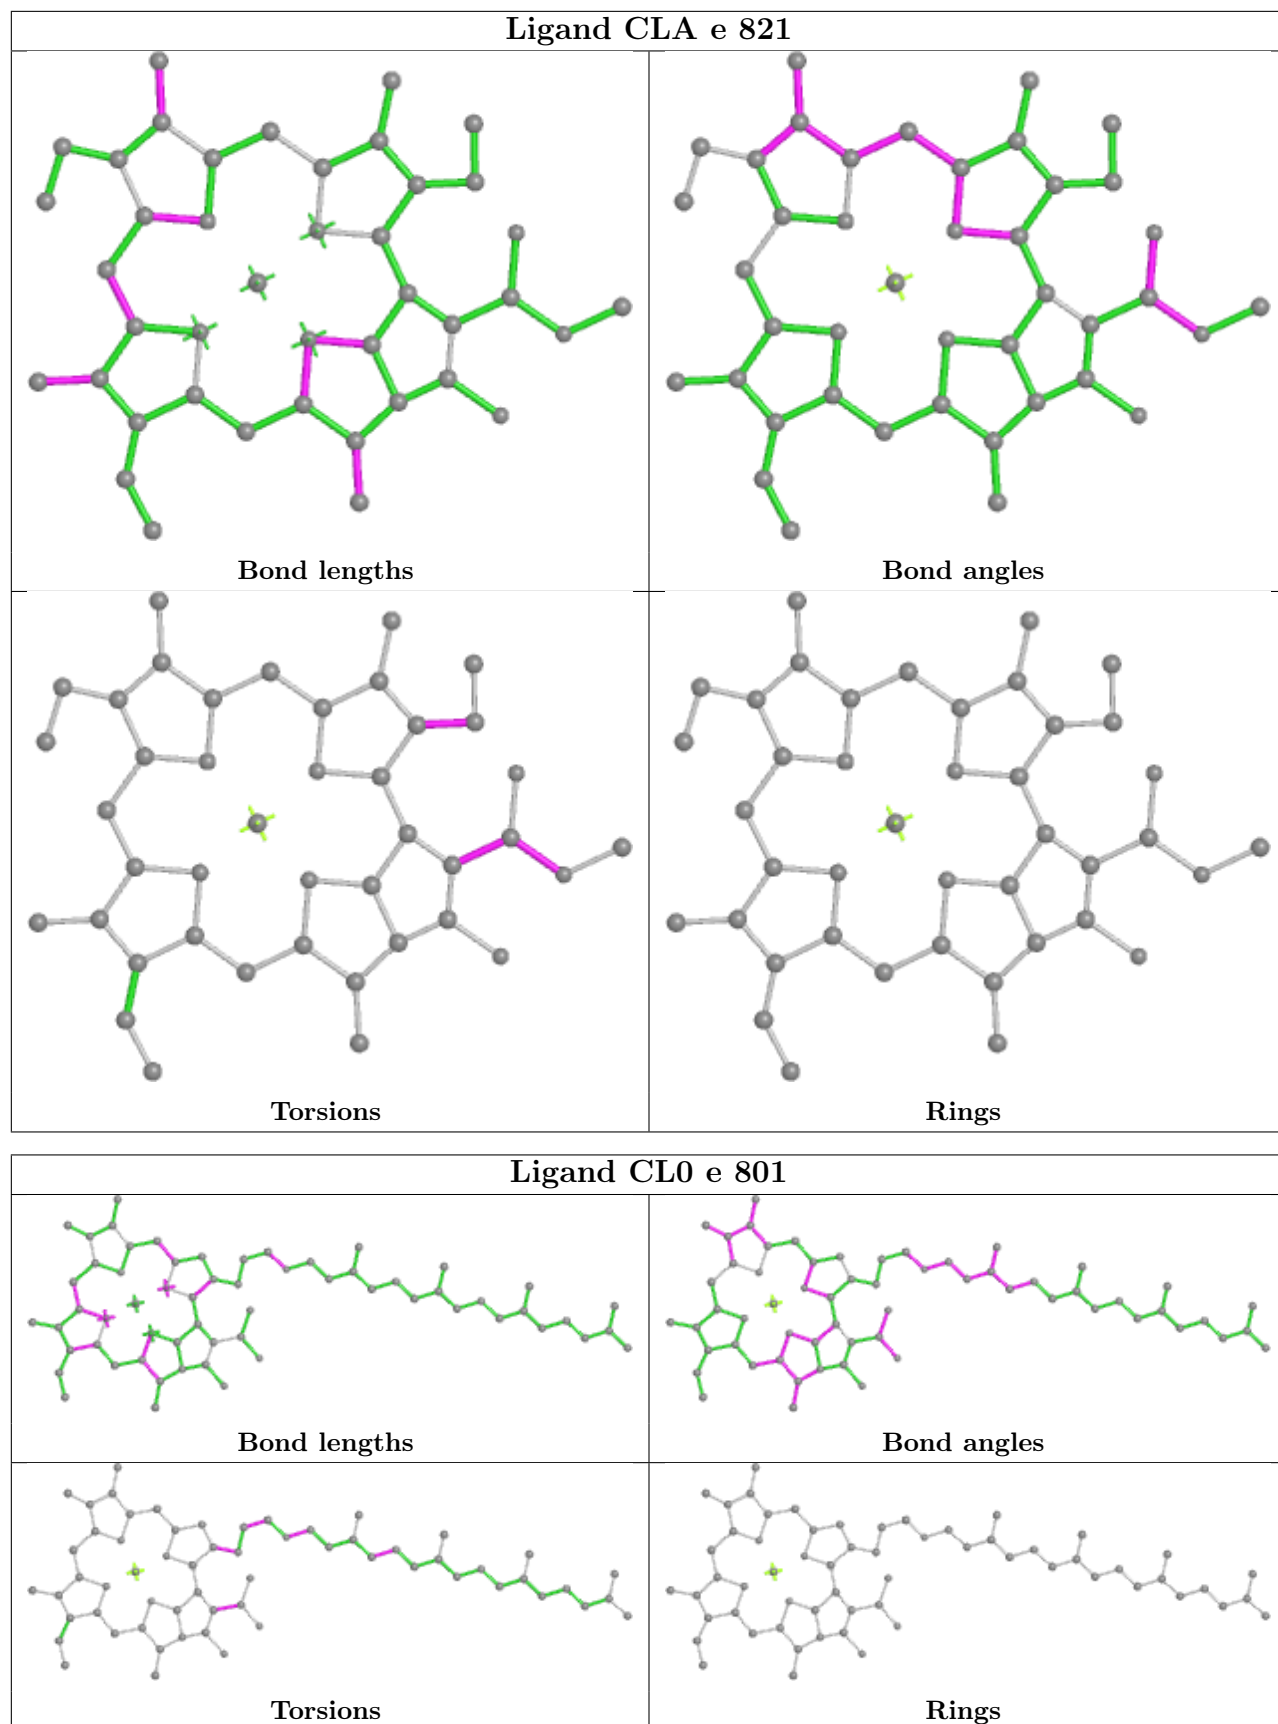 Ligand CLA e 821
Bond lengths
Bond angles
Torsions
Rings
Ligand CL0 e 801
Bond lengths
Bond angles
Torsions
Rings